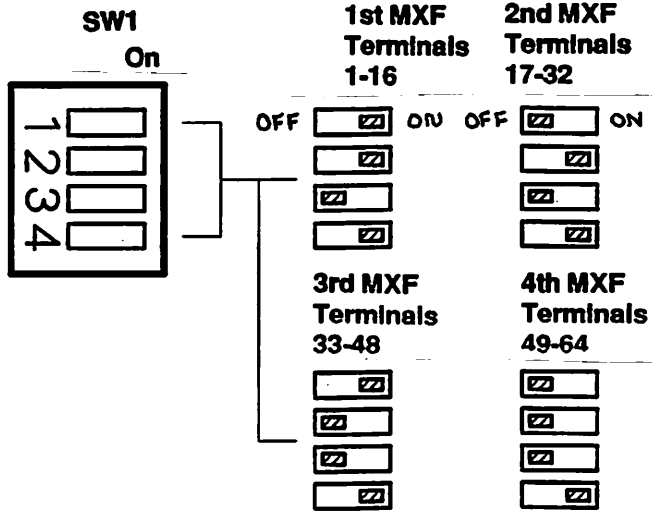 SW1
On
1
2
3
4
1st MXF
Terminals
1-16
2nd MXF
Terminals
17-32
OFF ON OFF ON
3rd MXF
Terminals
33-48
4th MXF
Terminals
49-64